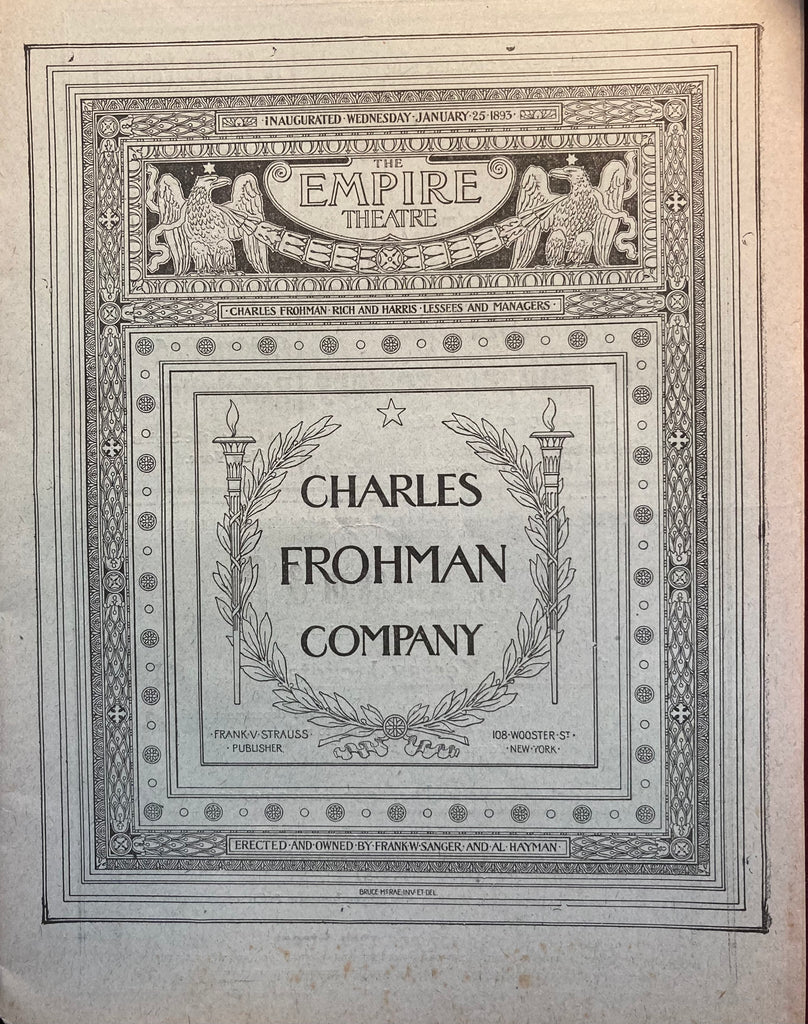 ·INAUGURATED·WEDNESDAY·JANUARY·25·1893·
THE
EMPIRE
THEATRE
·CHARLES FROHMAN·RICH AND HARRIS·LESSEES AND MANAGERS·
CHARLES
FROHMAN
COMPANY
·FRANK·V·STRAUSS·
·PUBLISHER,
108·WOOSTER·ST·
·NEW·YORK·
ERECTED·AND·OWNED·BY·FRANK·W·SANGER·AND·AL·HAYMAN·
BRUCE McRAE·INV·ET·DEL.